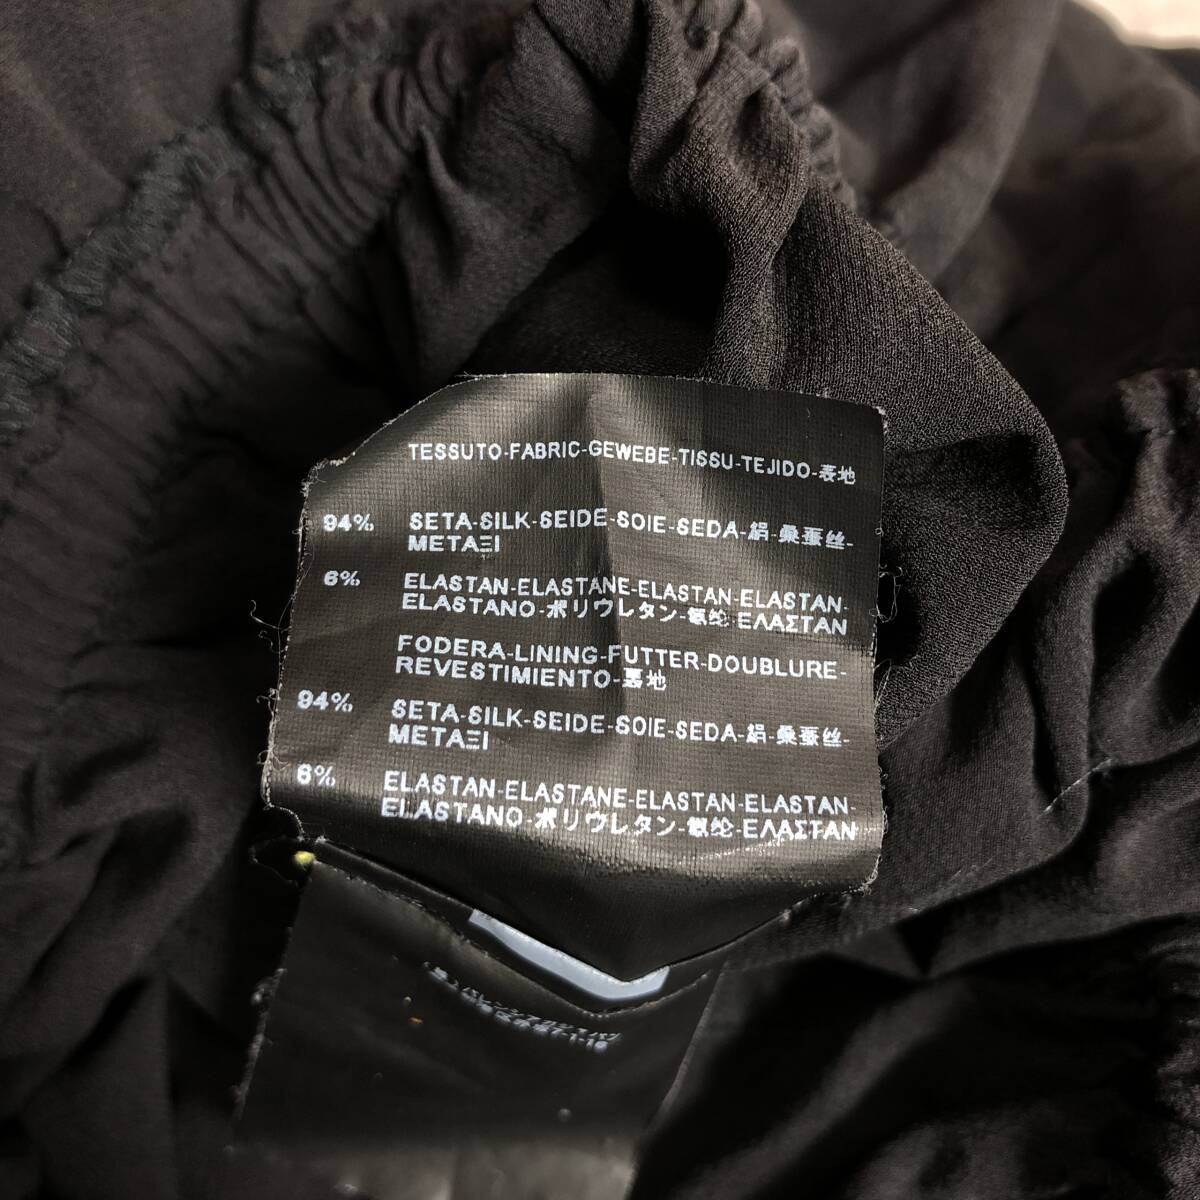 TESSUTO-FABRIC-GEWEBE-TISSU-TEJIDO-表地
94% SETA-SILK-SEIDE-SOIE-SEDA-絹-桑蚕丝-
ΜΕΤΑΞΙ
6% ELASTAN-ELASTANE-ELASTAN-ELASTAN-
ELASTANO-ポリウレタン-氨纶-ΕΛΑΣΤΑΝ
FODERA-LINING-FUTTER-DOUBLURE-
REVESTIMIENTO-裏地
94% SETA-SILK-SEIDE-SOIE-SEDA-絹-桑蚕丝-
ΜΕΤΑΞΙ
6% ELASTAN-ELASTANE-ELASTAN-ELASTAN-
ELASTANO-ポリウレタン-氨纶-ΕΛΑΣΤΑΝ